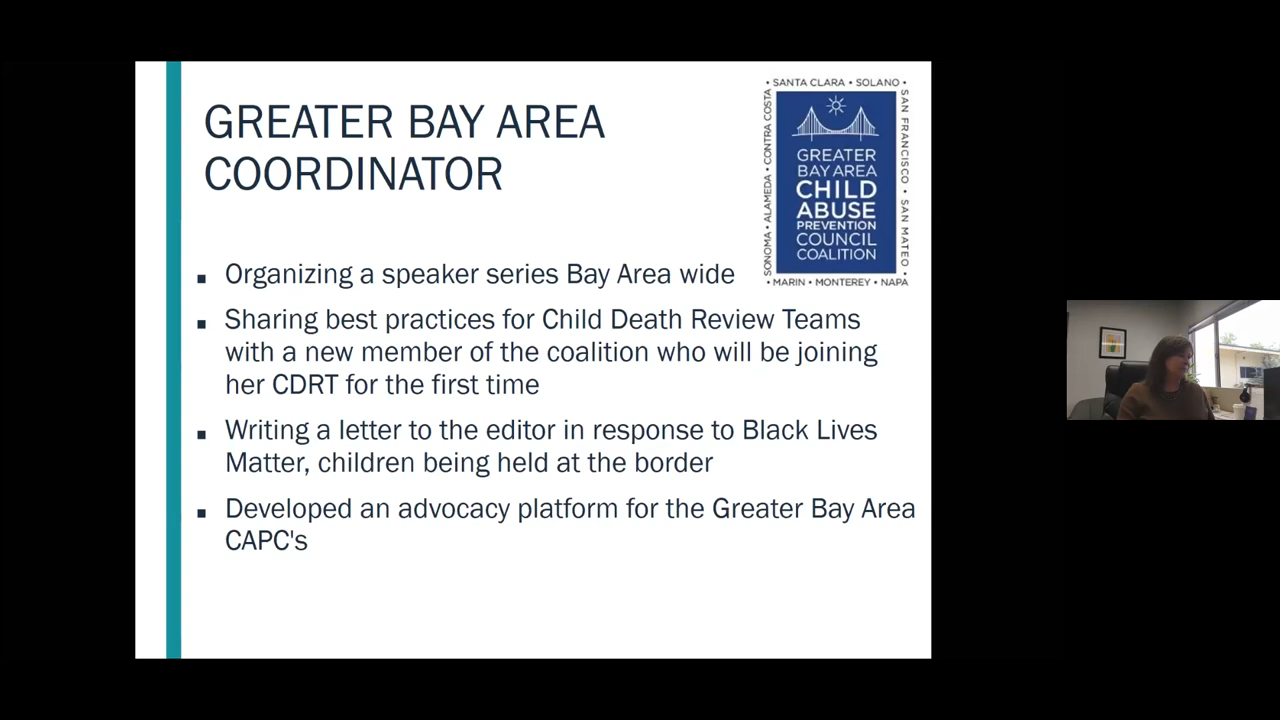 GREATER BAY AREA
COORDINATOR
• SANTA CLARA • SOLANO •
SAN FRANCISCO • SAN MATEO •
• MARIN • MONTEREY • NAPA
SONOMA • ALAMEDA • CONTRA COSTA
GREATER
BAY AREA
CHILD
ABUSE
PREVENTION
COUNCIL
COALITION
▪ Organizing a speaker series Bay Area wide
▪ Sharing best practices for Child Death Review Teams
with a new member of the coalition who will be joining
her CDRT for the first time
▪ Writing a letter to the editor in response to Black Lives
Matter, children being held at the border
▪ Developed an advocacy platform for the Greater Bay Area
CAPC's